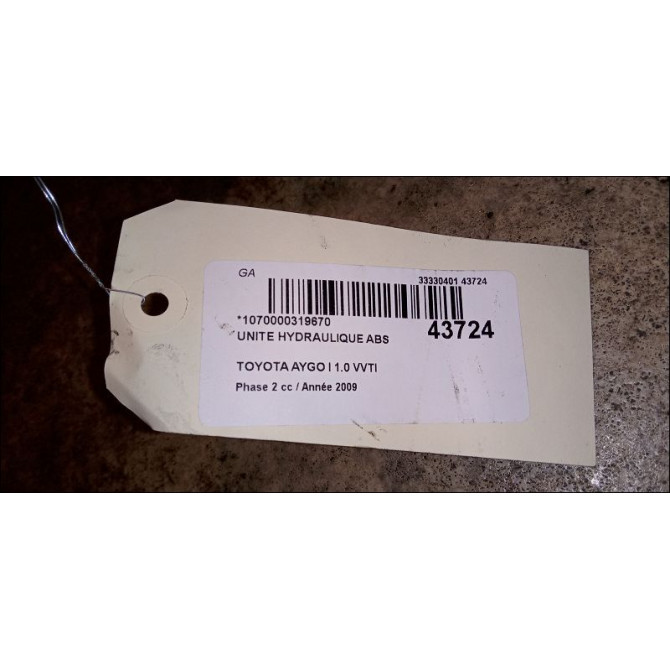 GA
33330401 43724
*1070000319670
43724
UNITE HYDRAULIQUE ABS
TOYOTA AYGO I 1.0 VVTI
Phase 2 cc / Année 2009